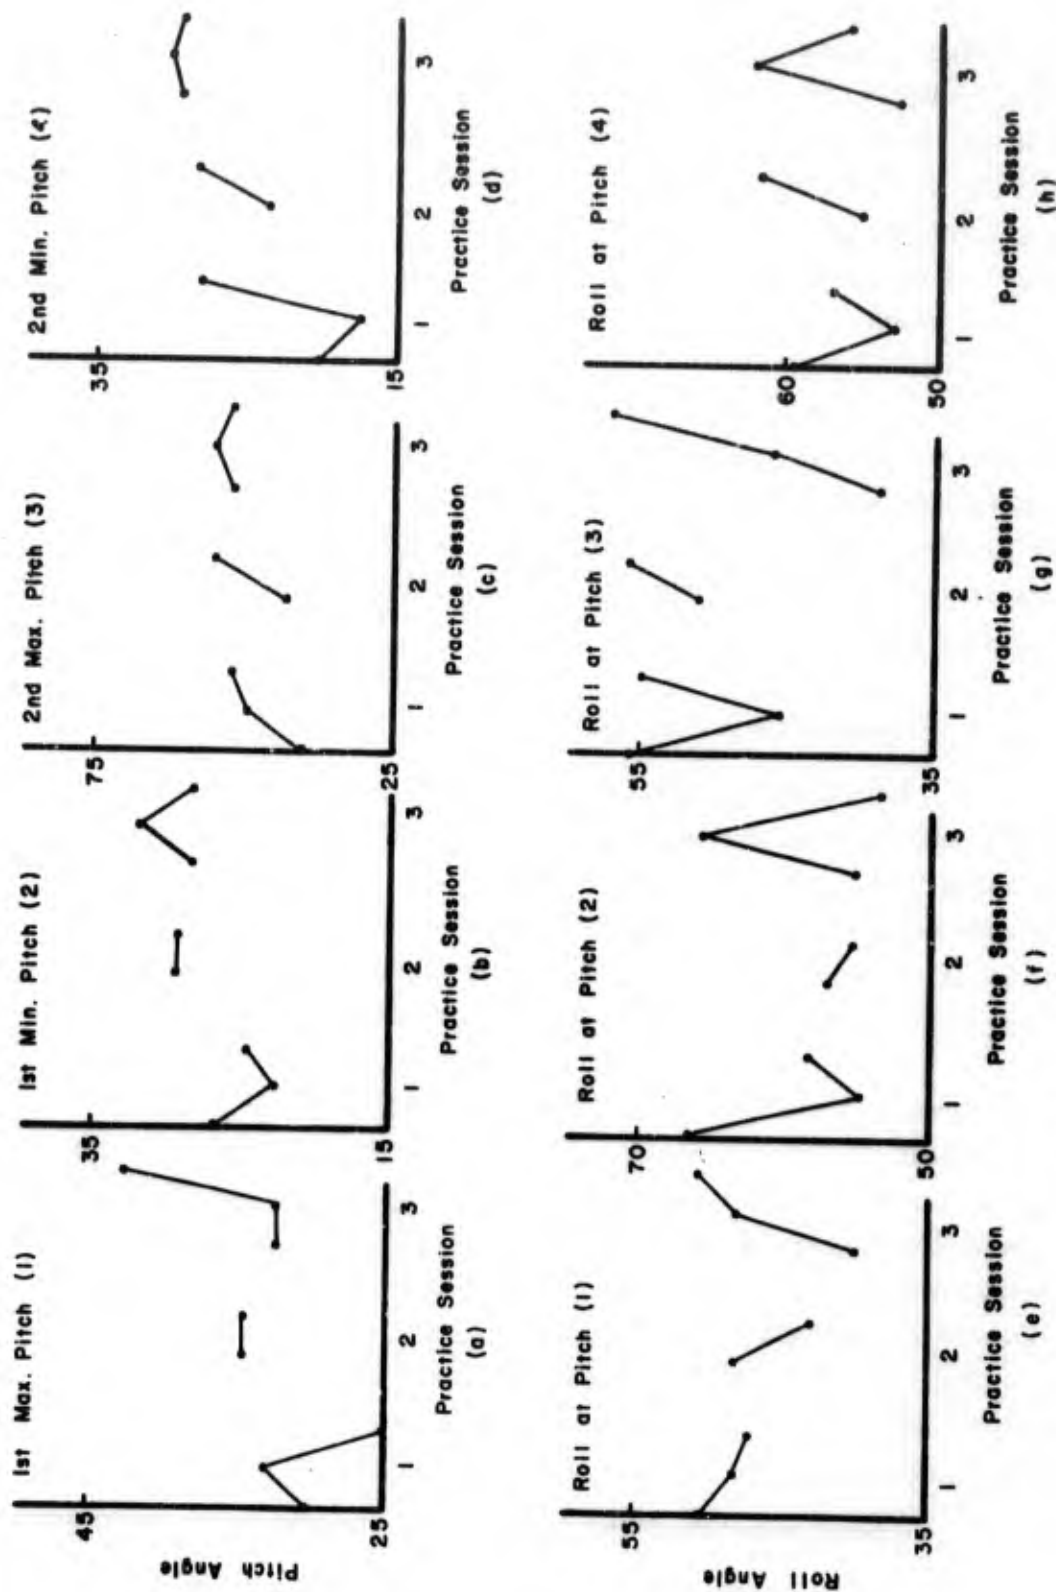 1st Max. Pitch (1)
45
25
Pitch Angle
1
2
3
Practice Session
(a)
1st Min. Pitch (2)
35
15
1
2
3
Practice Session
(b)
2nd Max. Pitch (3)
75
25
1
2
3
Practice Session
(c)
2nd Min. Pitch (4)
35
15
1
2
3
Practice Session
(d)
Roll at Pitch (1)
55
35
Roll Angle
1
2
3
Practice Session
(e)
Roll at Pitch (2)
70
50
1
2
3
Practice Session
(f)
Roll at Pitch (3)
55
35
1
2
3
Practice Session
(g)
Roll at Pitch (4)
60
50
1
2
3
Practice Session
(h)